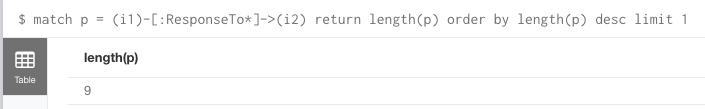 $ match p = (i1)-[:ResponseTo*]->(i2) return length(p) order by length(p) desc limit 1
length(p)
Table
9